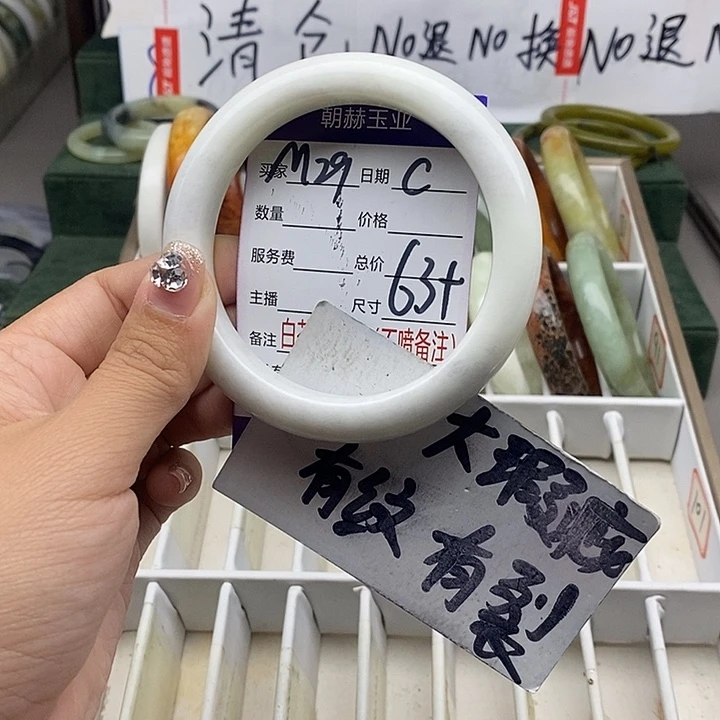 清仓 NO退 NO换 NO退
朝赫玉业
买家 M29 日期 C
数量 价格
服务费 总价
主播 尺寸 63+
备注 (不喷备注)
大瑕疵
有纹 有裂